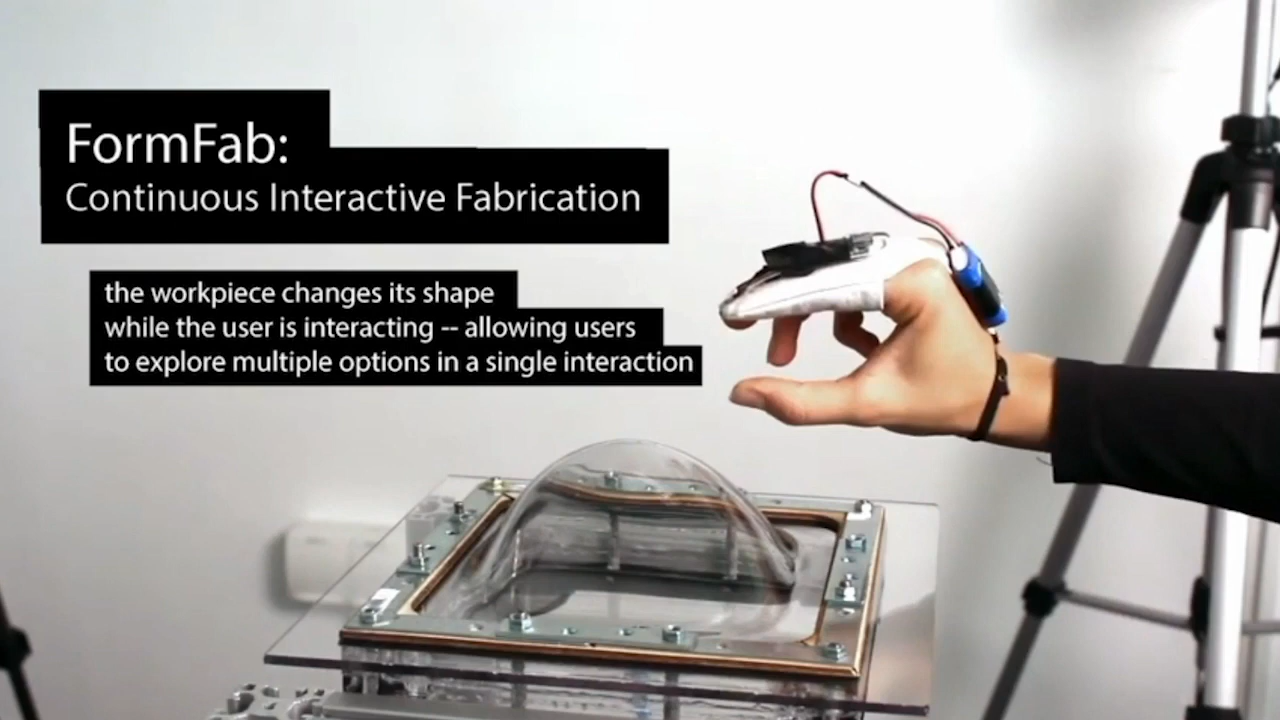 FormFab:
Continuous Interactive Fabrication
the workpiece changes its shape
while the user is interacting -- allowing users
to explore multiple options in a single interaction